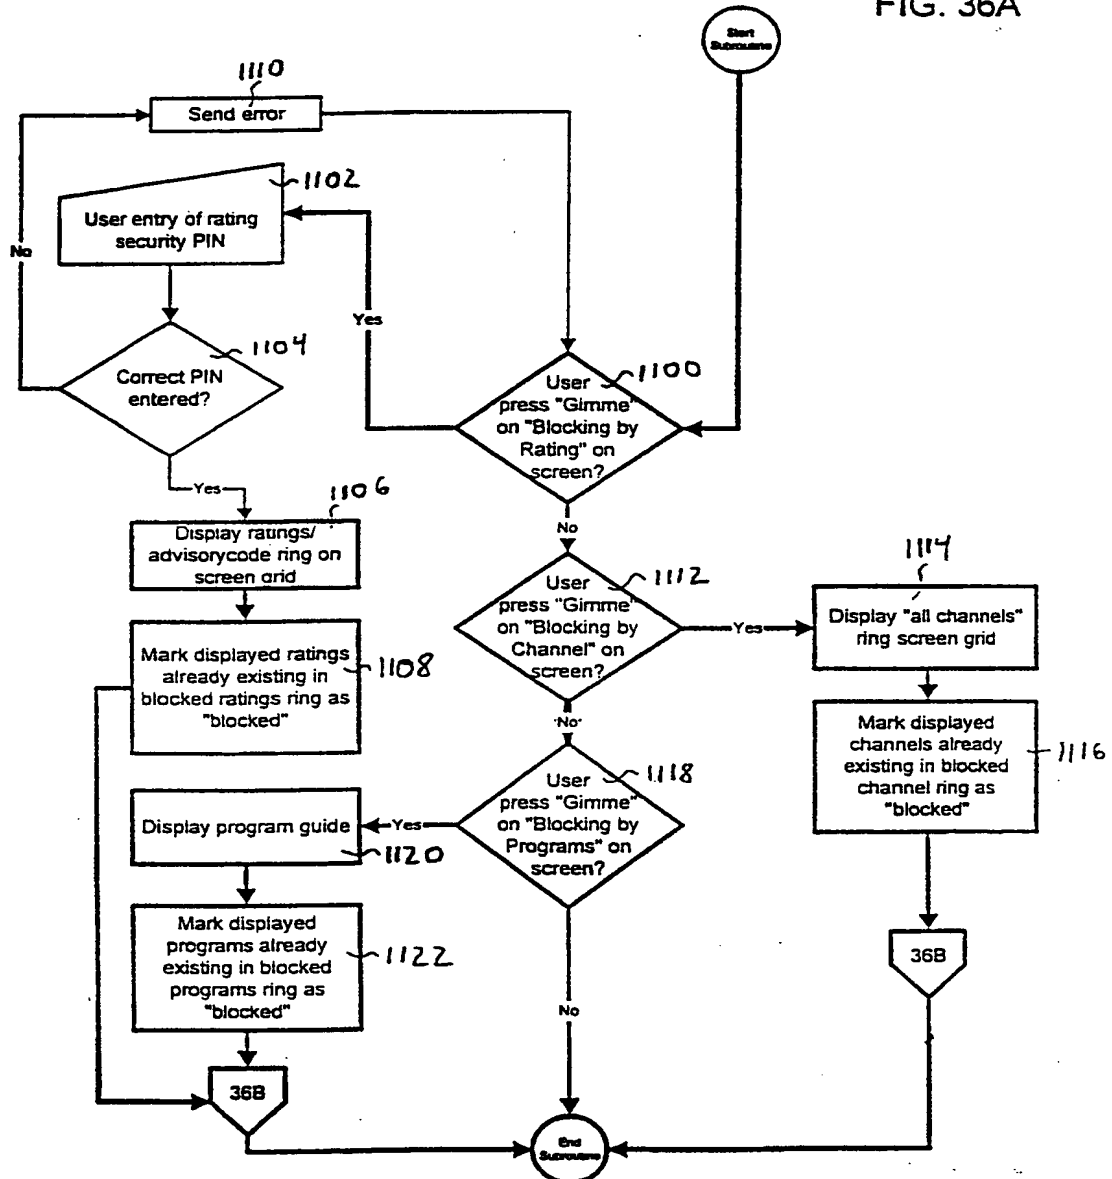 FIG. 36A
Start
Subroutine
1110
Send error
1102
User entry of rating
security PIN
No
Yes
1104
Correct PIN
entered?
1100
User
press "Gimme"
on "Blocking by
Rating" on
screen?
Yes
1106
Display ratings/
advisorycode ring on
screen grid
No
1112
User
press "Gimme"
on "Blocking by
Channel" on
screen?
Yes
1114
Display "all channels"
ring screen grid
Mark displayed ratings
already existing in
blocked ratings ring as
"blocked"
1108
No
Mark displayed
channels already
existing in blocked
channel ring as
"blocked"
1116
1118
User
press "Gimme"
on "Blocking by
Programs" on
screen?
Yes
Display program guide
1120
Mark displayed
programs already
existing in blocked
programs ring as
"blocked"
1122
36B
No
36B
End
Subroutine